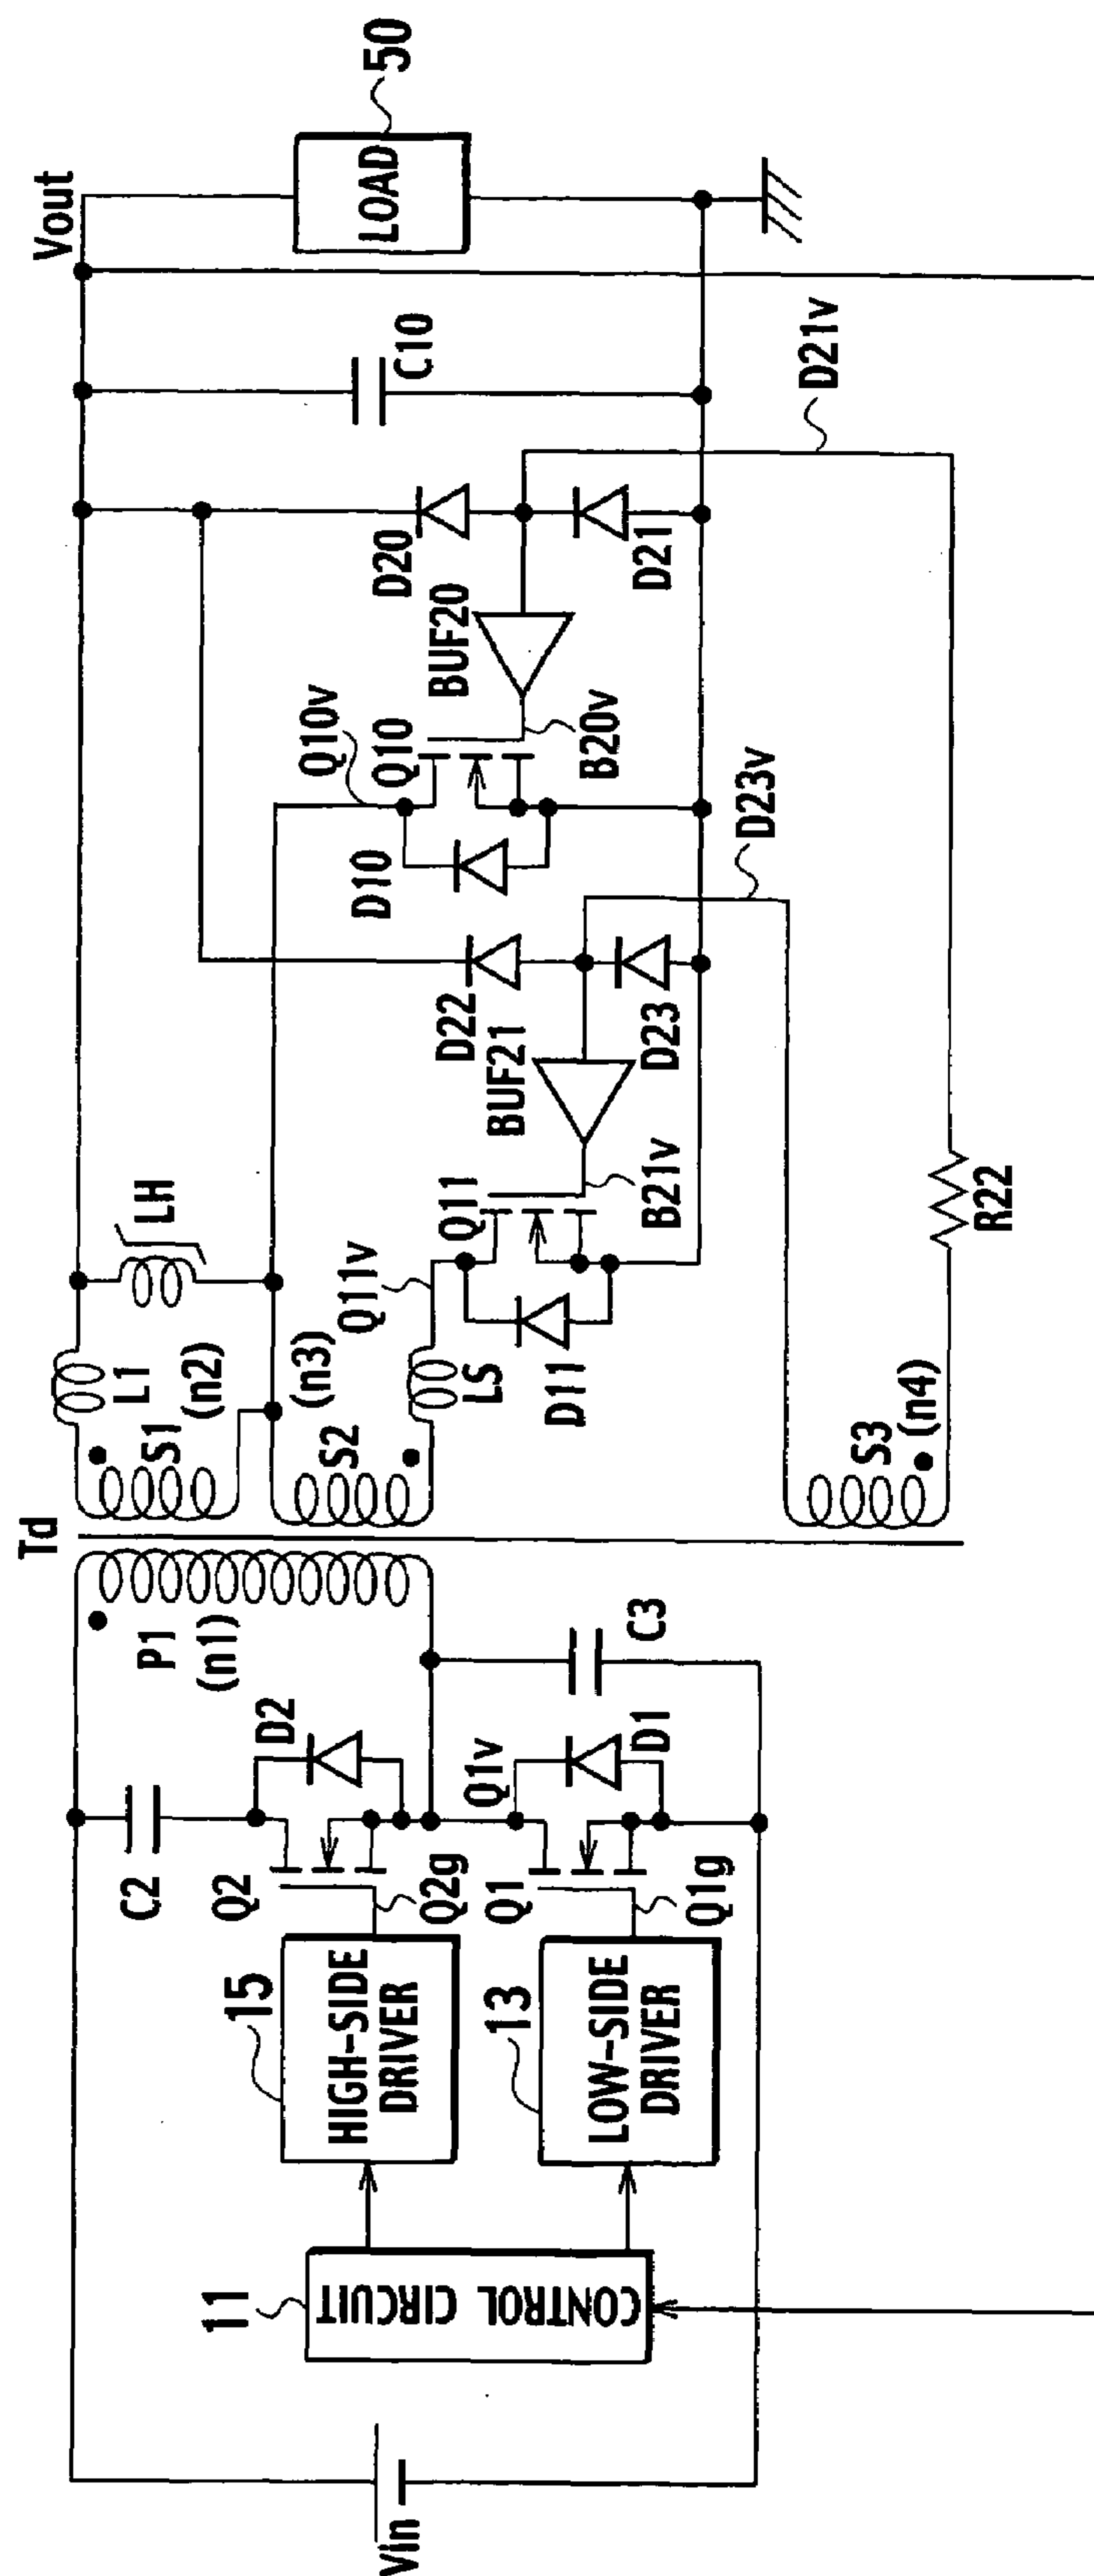 Vin
11
CONTROL CIRCUIT
15
HIGH-SIDE
DRIVER
13
LOW-SIDE
DRIVER
C2
Q2
Q2g
D2
Q1
Q1g
Q1v
D1
C3
P1
(n1)
Td
S1
(n2)
L1
LH
(n3)
S2
LS
Q11v
Q11
D11
B21v
BUF21
D22
D23
D23v
S3
(n4)
R22
D10
Q10v
Q10
B20v
BUF20
D20
D21
D21v
C10
Vout
LOAD
50